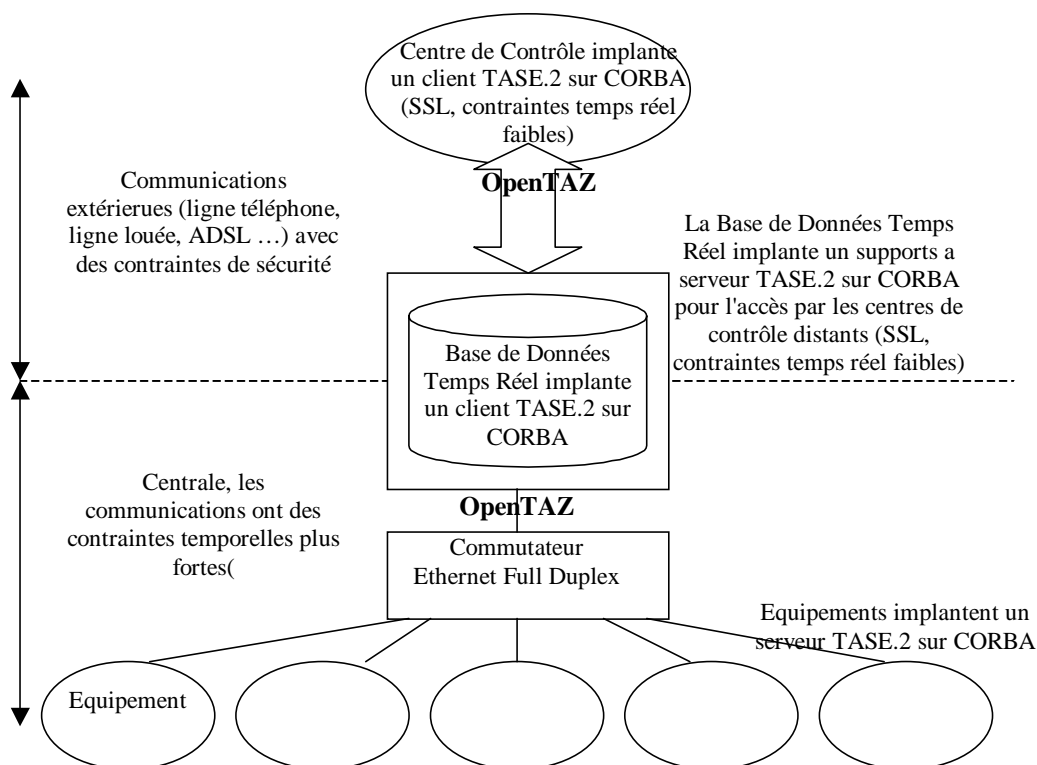 Centre de Contrôle implante
un client TASE.2 sur CORBA
(SSL, contraintes temps réel
faibles)
OpenTAZ
Communications
extérierues (ligne téléphone,
ligne louée, ADSL …) avec
des contraintes de sécurité
La Base de Données Temps
Réel implante un supports a
serveur TASE.2 sur CORBA
pour l'accès par les centres de
contrôle distants (SSL,
contraintes temps réel faibles)
Base de Données
Temps Réel implante
un client TASE.2 sur
CORBA
Centrale, les
communications ont des
contraintes temporelles plus
fortes(
OpenTAZ
Commutateur
Ethernet Full Duplex
Equipements implantent un
serveur TASE.2 sur CORBA
Equipement